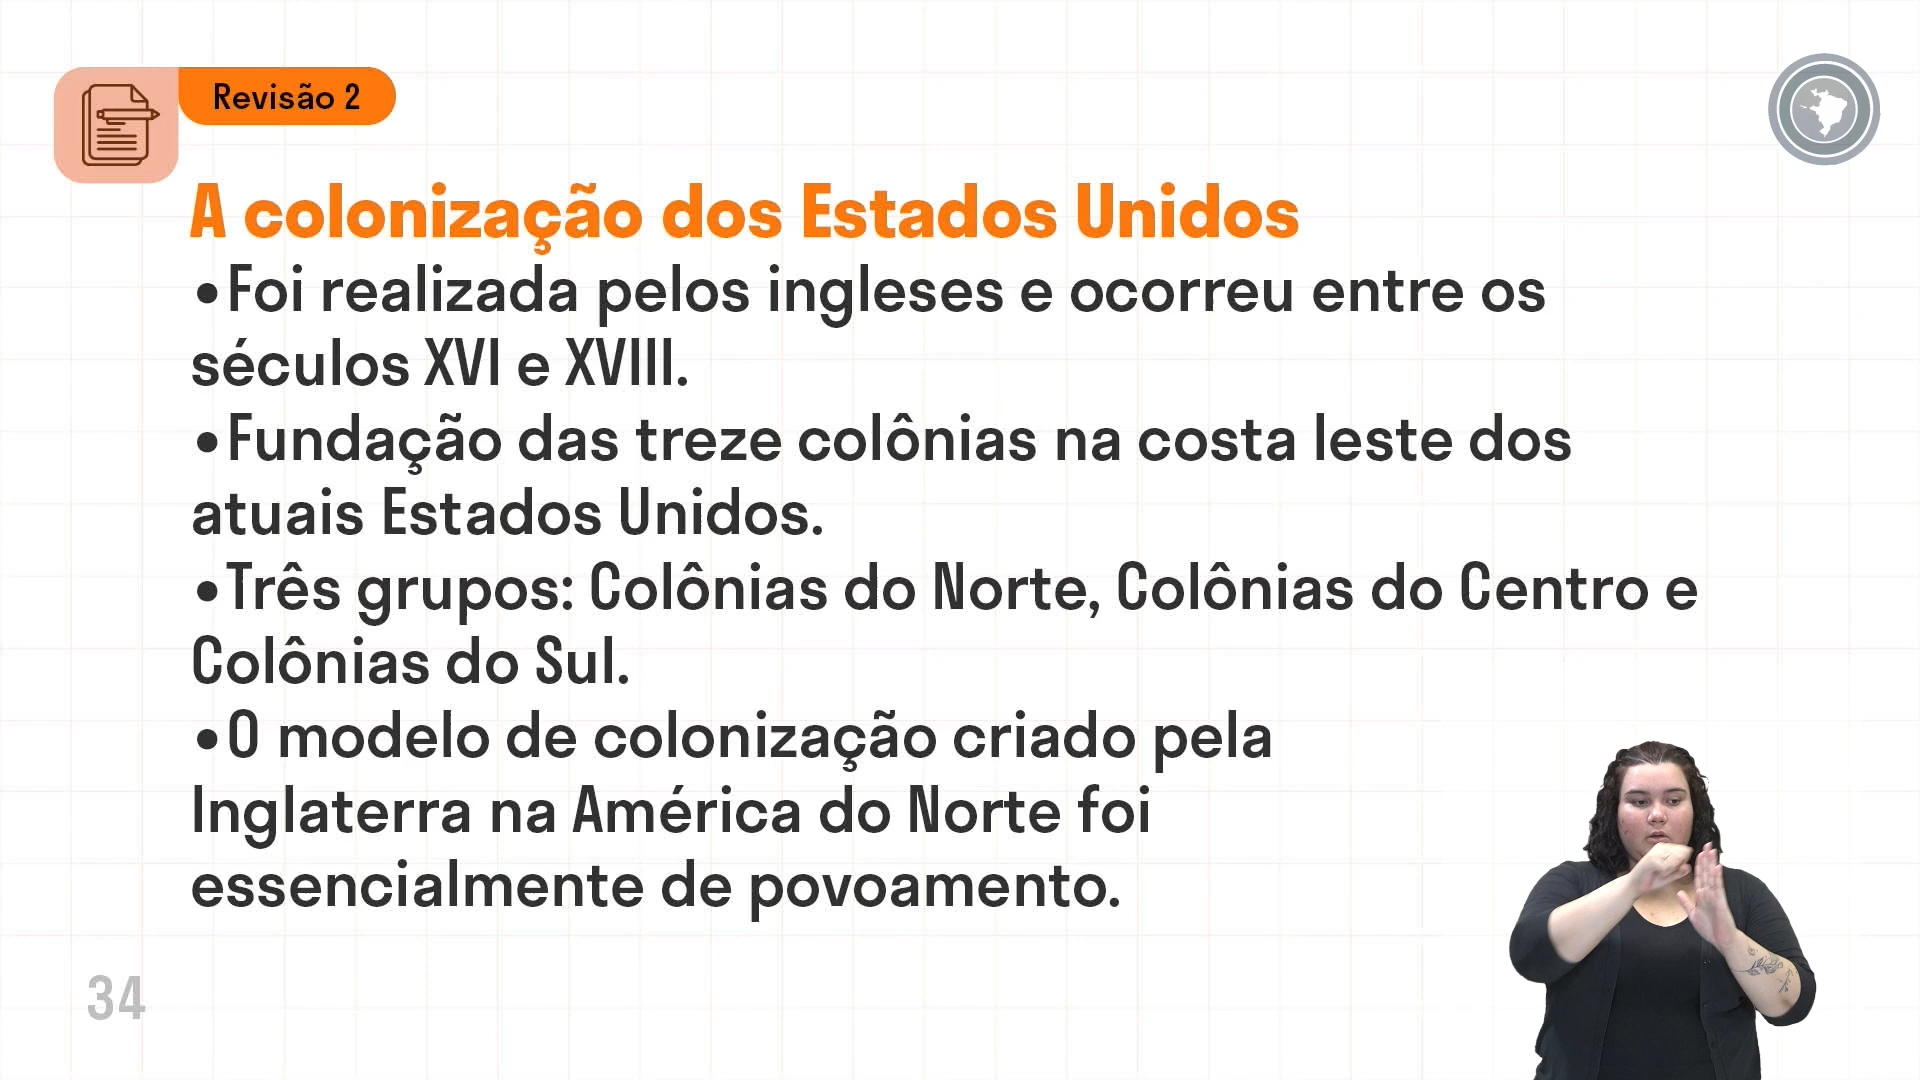 Revisão 2
A colonização dos Estados Unidos
•Foi realizada pelos ingleses e ocorreu entre os
séculos XVI e XVIII.
•Fundação das treze colônias na costa leste dos
atuais Estados Unidos.
•Três grupos: Colônias do Norte, Colônias do Centro e
Colônias do Sul.
•O modelo de colonização criado pela
Inglaterra na América do Norte foi
essencialmente de povoamento.
34